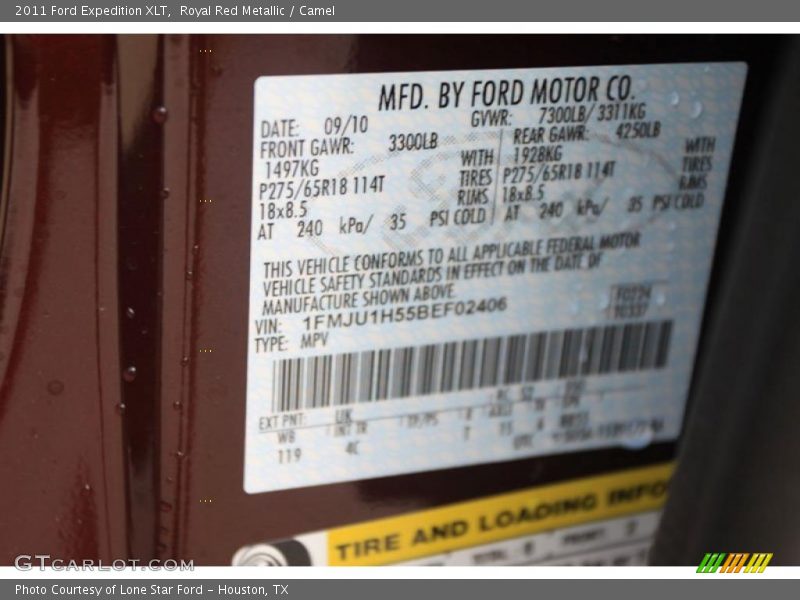 2011 Ford Expedition XLT, Royal Red Metallic / Camel
MFD. BY FORD MOTOR CO.
DATE: 09/10 GVWR: 7300LB/ 3311KG
FRONT GAWR: 3300LB REAR GAWR: 4250LB
1497KG WITH 1928KG WITH
P275/65R18 114T TIRES P275/65R18 114T TIRES
18x8.5 RIMS 18x8.5 RIMS
AT 240 kPa/ 35 PSI COLD AT 240 kPa/ 35 PSI COLD
THIS VEHICLE CONFORMS TO ALL APPLICABLE FEDERAL MOTOR
VEHICLE SAFETY STANDARDS IN EFFECT ON THE DATE OF
MANUFACTURE SHOWN ABOVE
VIN: 1FMJU1H55BEF02406
TYPE: MPV
EXT PNT: UK
WB INT TR TP/PS R
119 4C
TIRE AND LOADING INFO
GTCARLOT.COM
Photo Courtesy of Lone Star Ford - Houston, TX